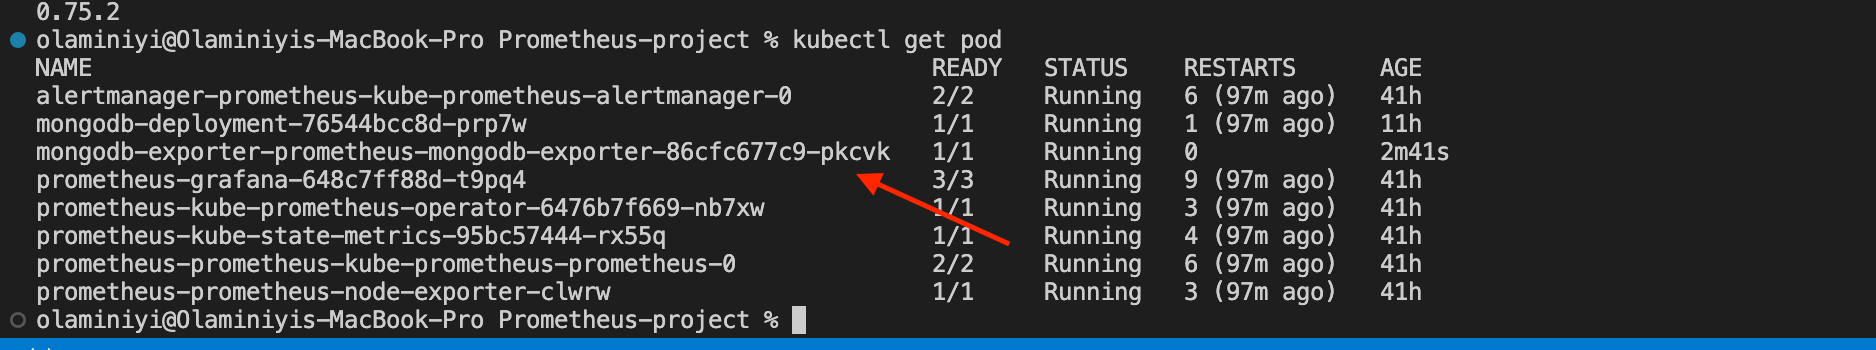 0.75.2
olaminiyi@Olaminiyis-MacBook-Pro Prometheus-project % kubectl get pod
NAME READY STATUS RESTARTS AGE
alertmanager-prometheus-kube-prometheus-alertmanager-0 2/2 Running 6 (97m ago) 41h
mongodb-deployment-76544bcc8d-prp7w 1/1 Running 1 (97m ago) 11h
mongodb-exporter-prometheus-mongodb-exporter-86cfc677c9-pkcvk 1/1 Running 0 2m41s
prometheus-grafana-648c7ff88d-t9pq4 3/3 Running 9 (97m ago) 41h
prometheus-kube-prometheus-operator-6476b7f669-nb7xw 1/1 Running 3 (97m ago) 41h
prometheus-kube-state-metrics-95bc57444-rx55q 1/1 Running 4 (97m ago) 41h
prometheus-prometheus-kube-prometheus-prometheus-0 2/2 Running 6 (97m ago) 41h
prometheus-prometheus-node-exporter-clwrw 1/1 Running 3 (97m ago) 41h
olaminiyi@Olaminiyis-MacBook-Pro Prometheus-project %